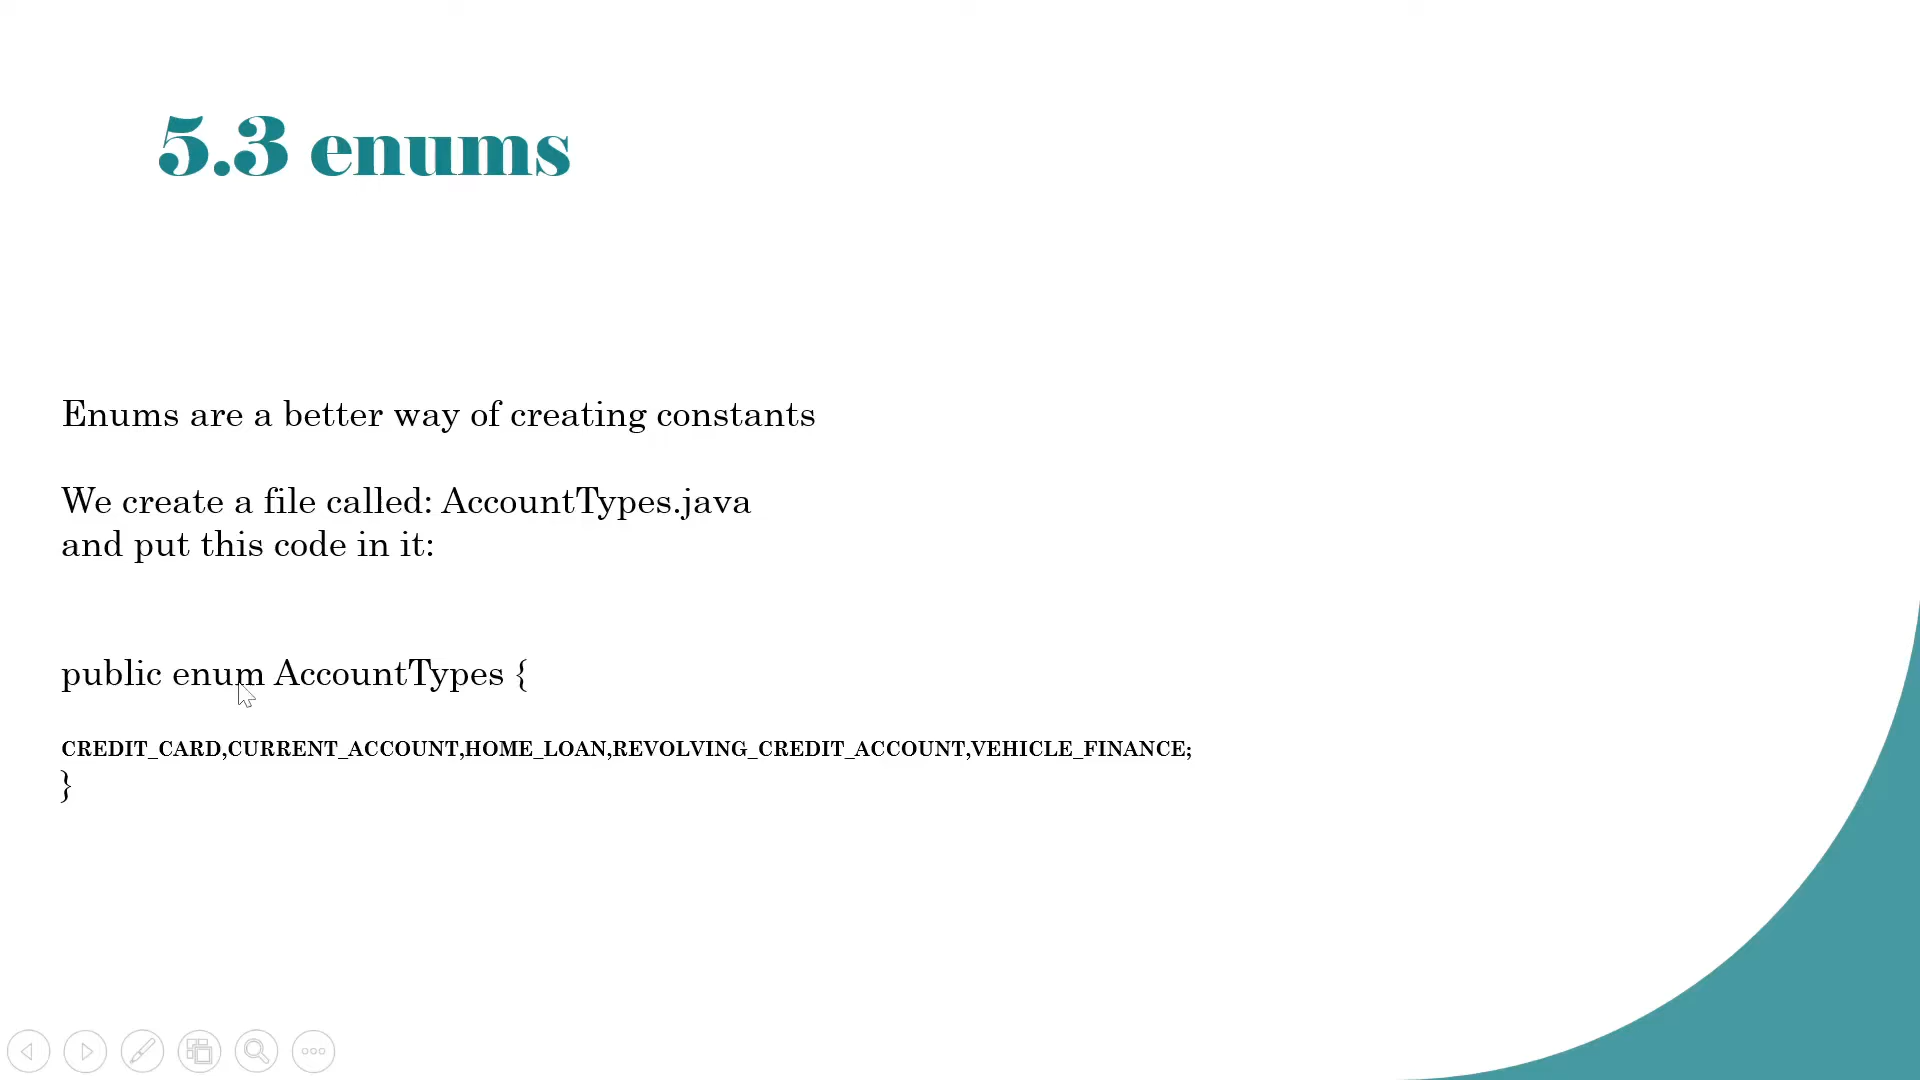 5.3 enums
Enums are a better way of creating constants
We create a file called: AccountTypes.java
and put this code in it:
public enum AccountTypes {
CREDIT_CARD,CURRENT_ACCOUNT,HOME_LOAN,REVOLVING_CREDIT_ACCOUNT,VEHICLE_FINANCE;
}